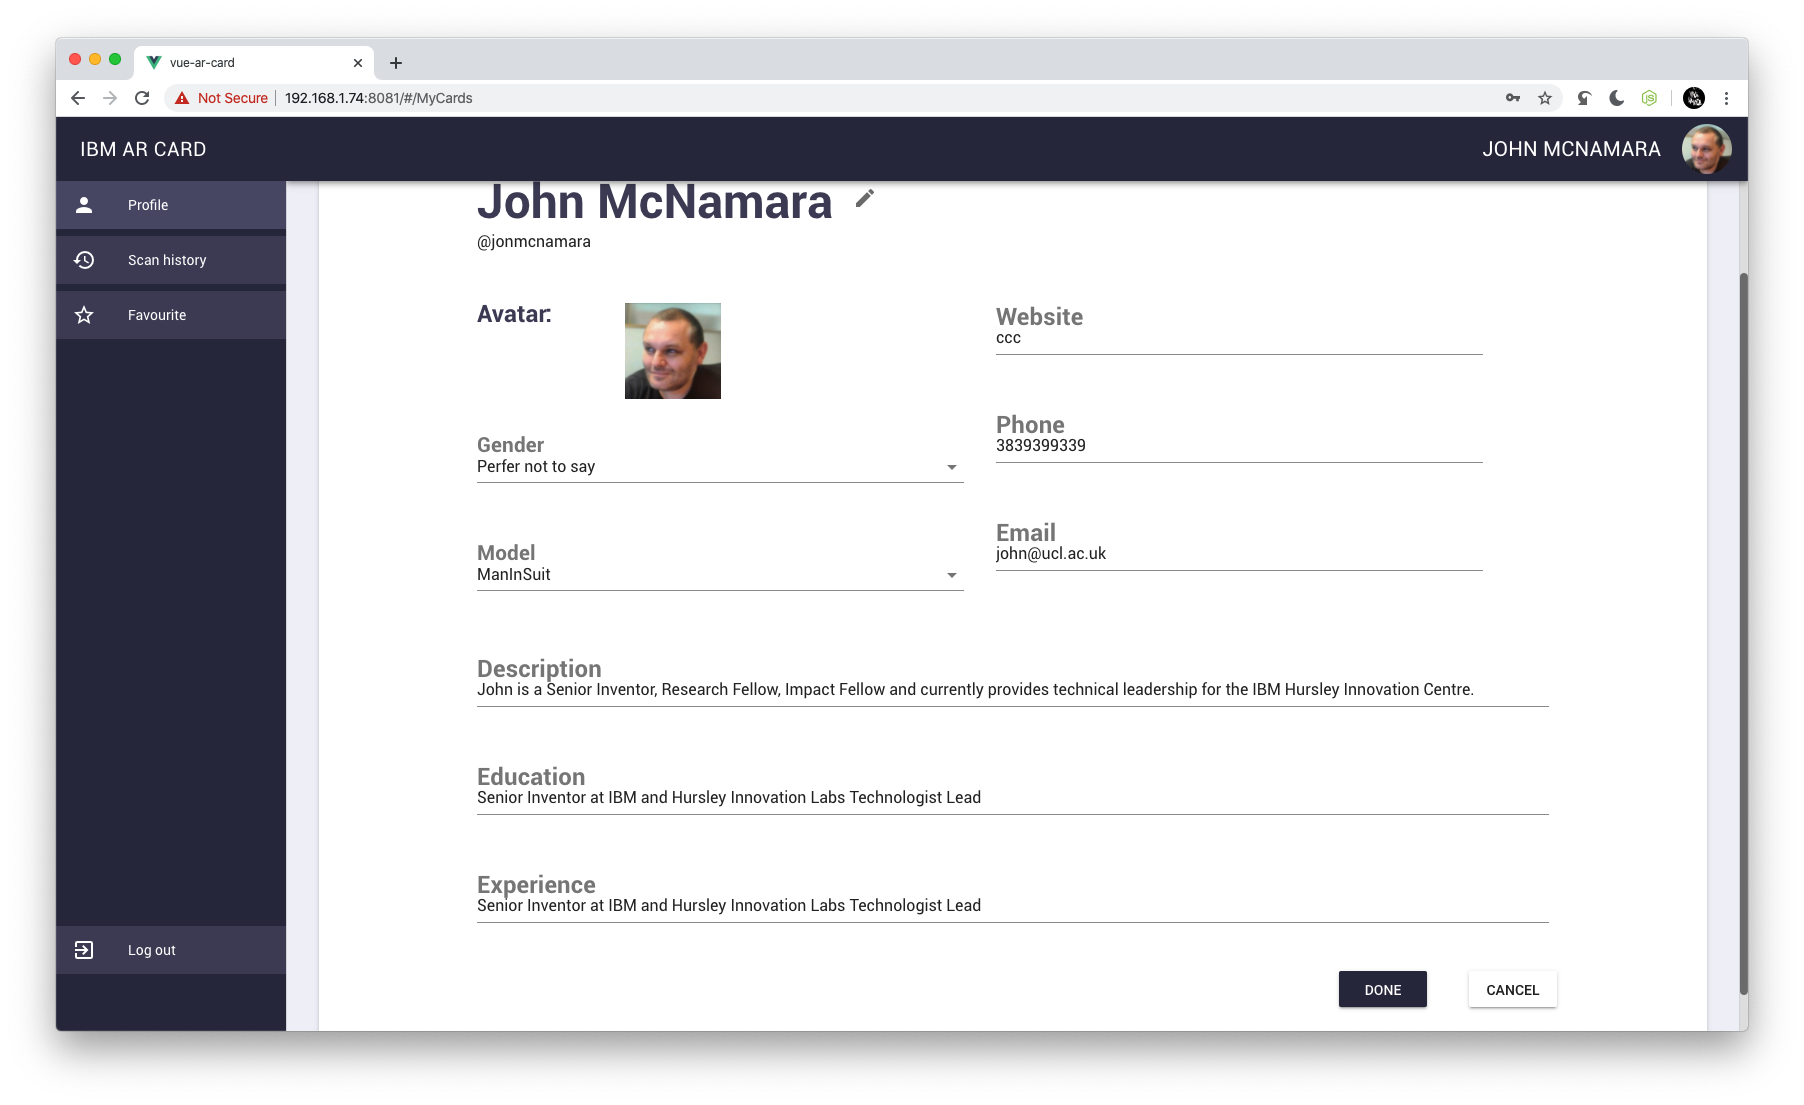 vue-ar-card
Not Secure
192.168.1.74:8081/#/MyCards
IBM AR CARD
JOHN MCNAMARA
Profile
Scan history
Favourite
Log out
John McNamara
@jonmcnamara
Avatar:
Gender
Perfer not to say
Model
ManInSuit
Website
ccc
Phone
3839399339
Email
john@ucl.ac.uk
Description
John is a Senior Inventor, Research Fellow, Impact Fellow and currently provides technical leadership for the IBM Hursley Innovation Centre.
Education
Senior Inventor at IBM and Hursley Innovation Labs Technologist Lead
Experience
Senior Inventor at IBM and Hursley Innovation Labs Technologist Lead
DONE
CANCEL